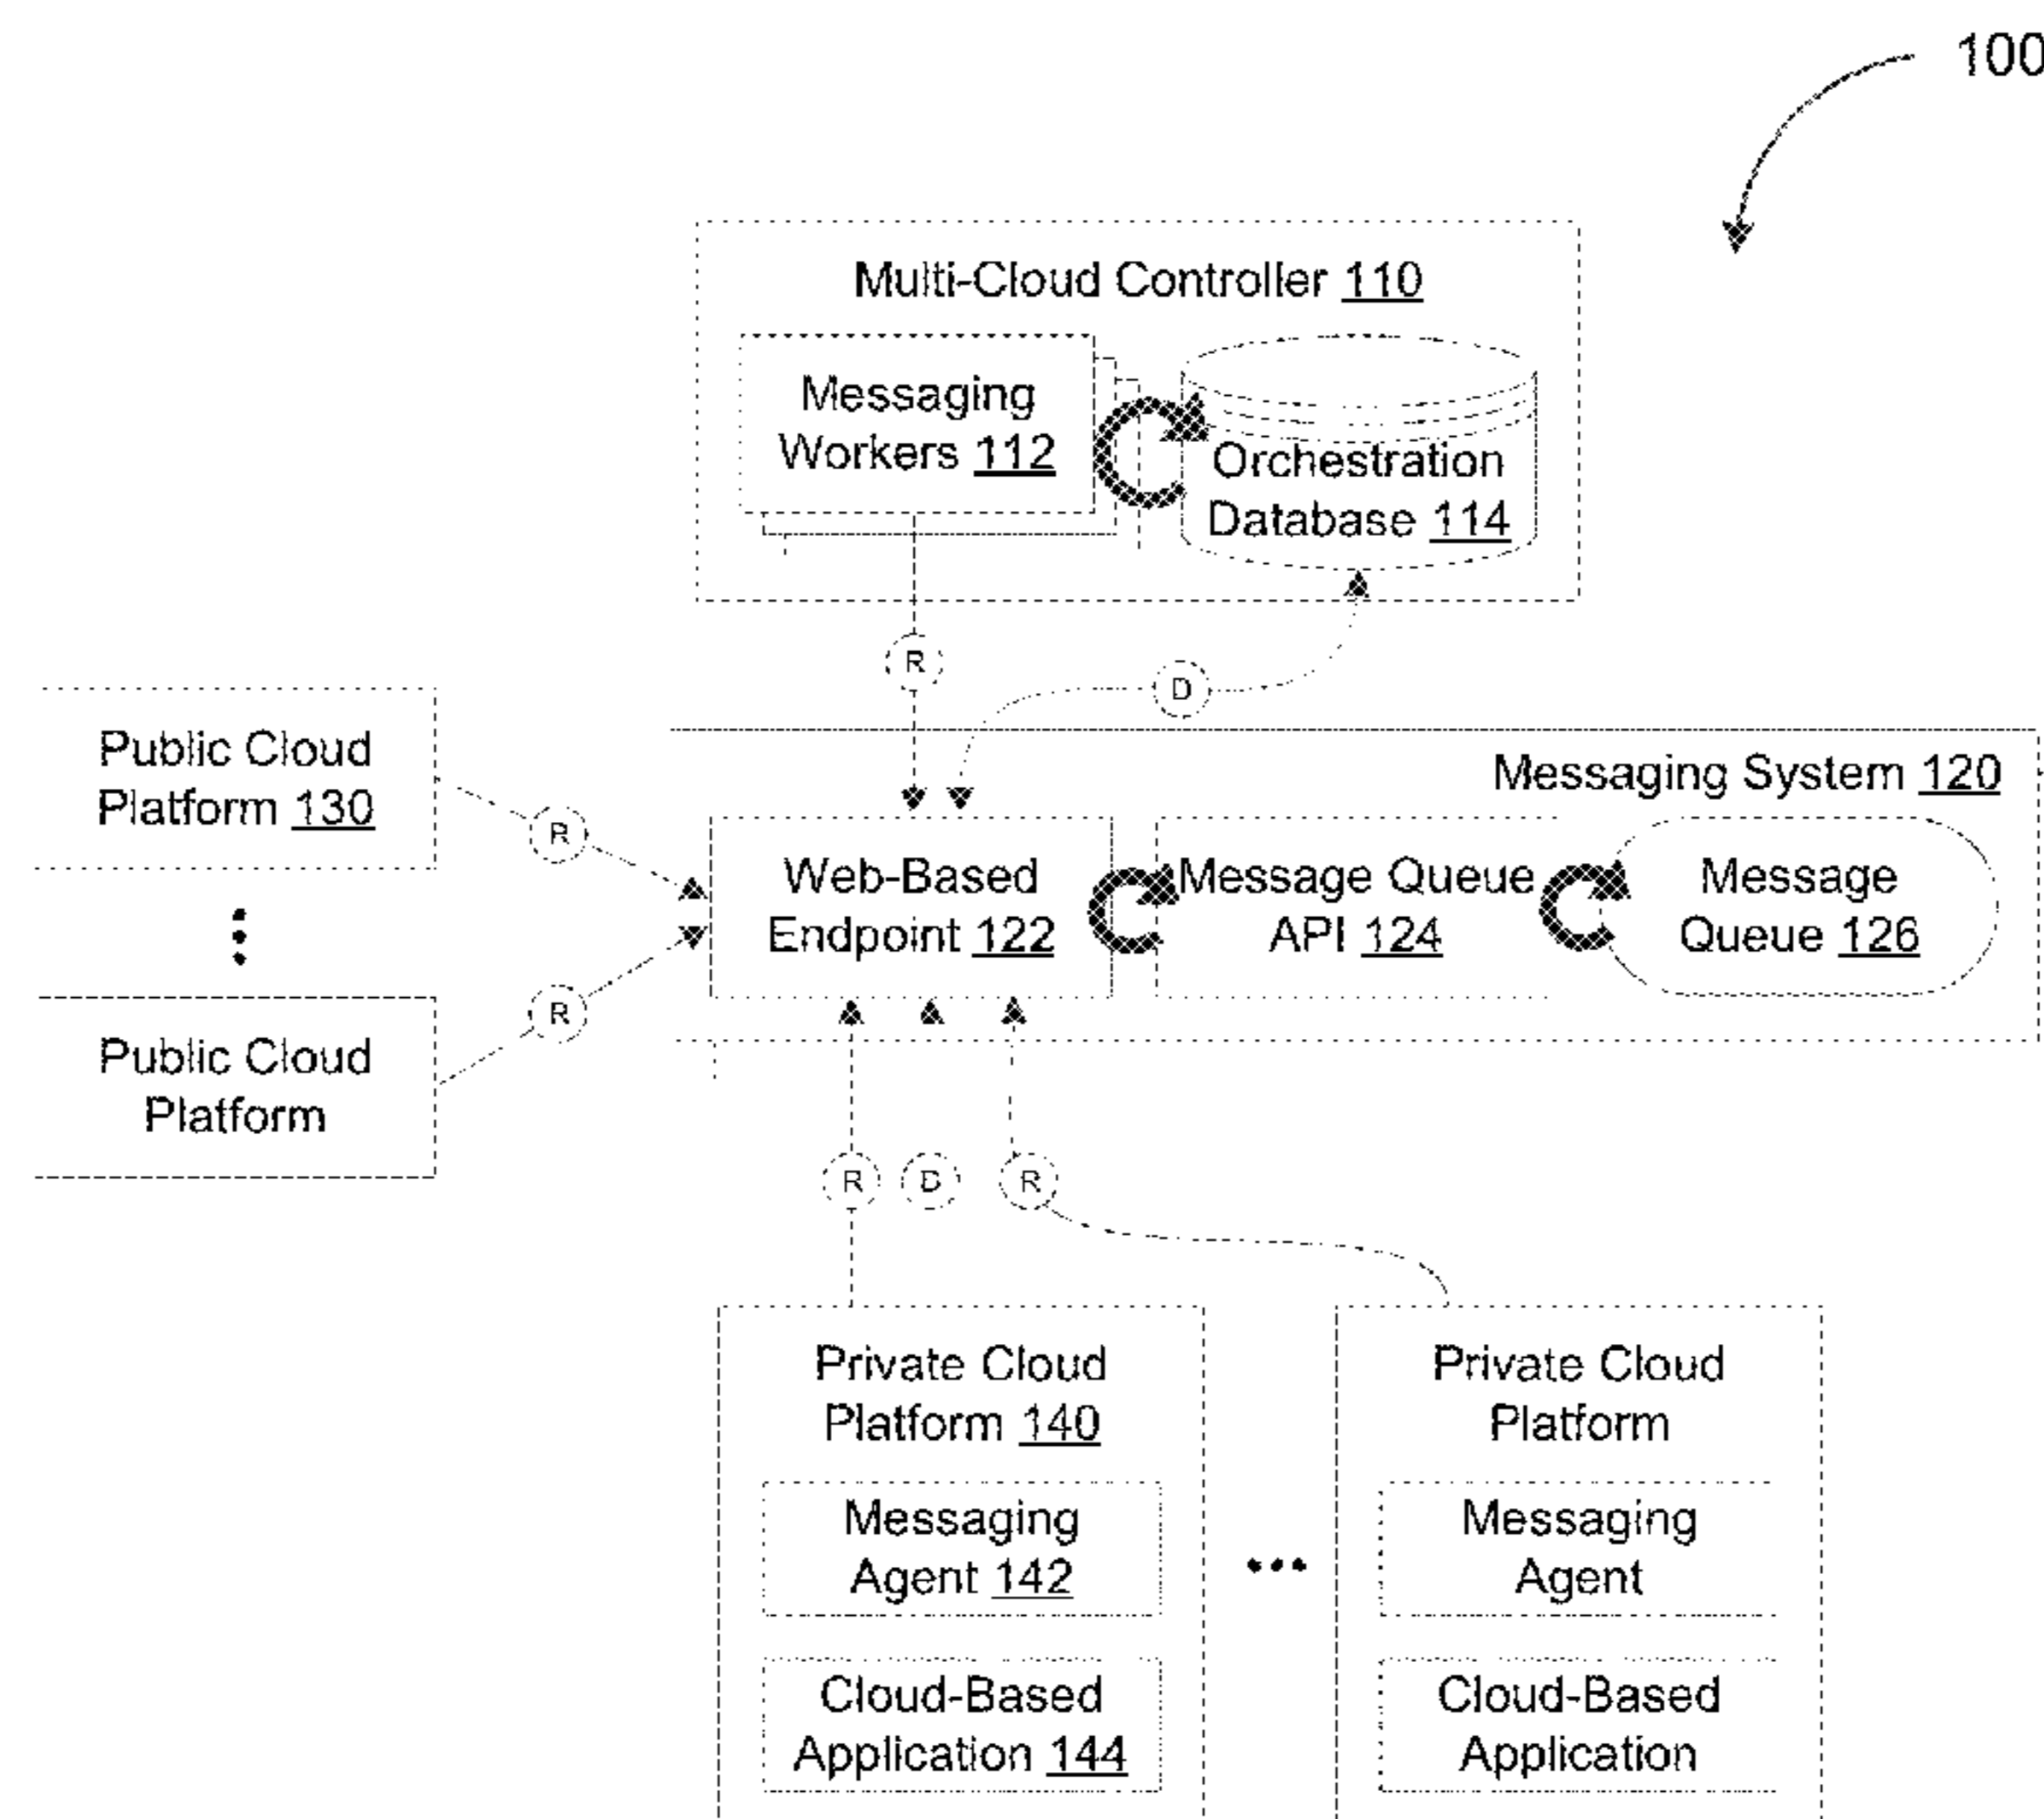 100
Multi-Cloud Controller 110
Messaging
Workers 112
Orchestration
Database 114
R
D
Public Cloud
Platform 130
Messaging System 120
R
Web-Based
Endpoint 122
Message Queue
API 124
Message
Queue 126
R
Public Cloud
Platform
R
D
R
Private Cloud
Platform 140
Private Cloud
Platform
Messaging
Agent 142
Messaging
Agent
Cloud-Based
Application 144
Cloud-Based
Application